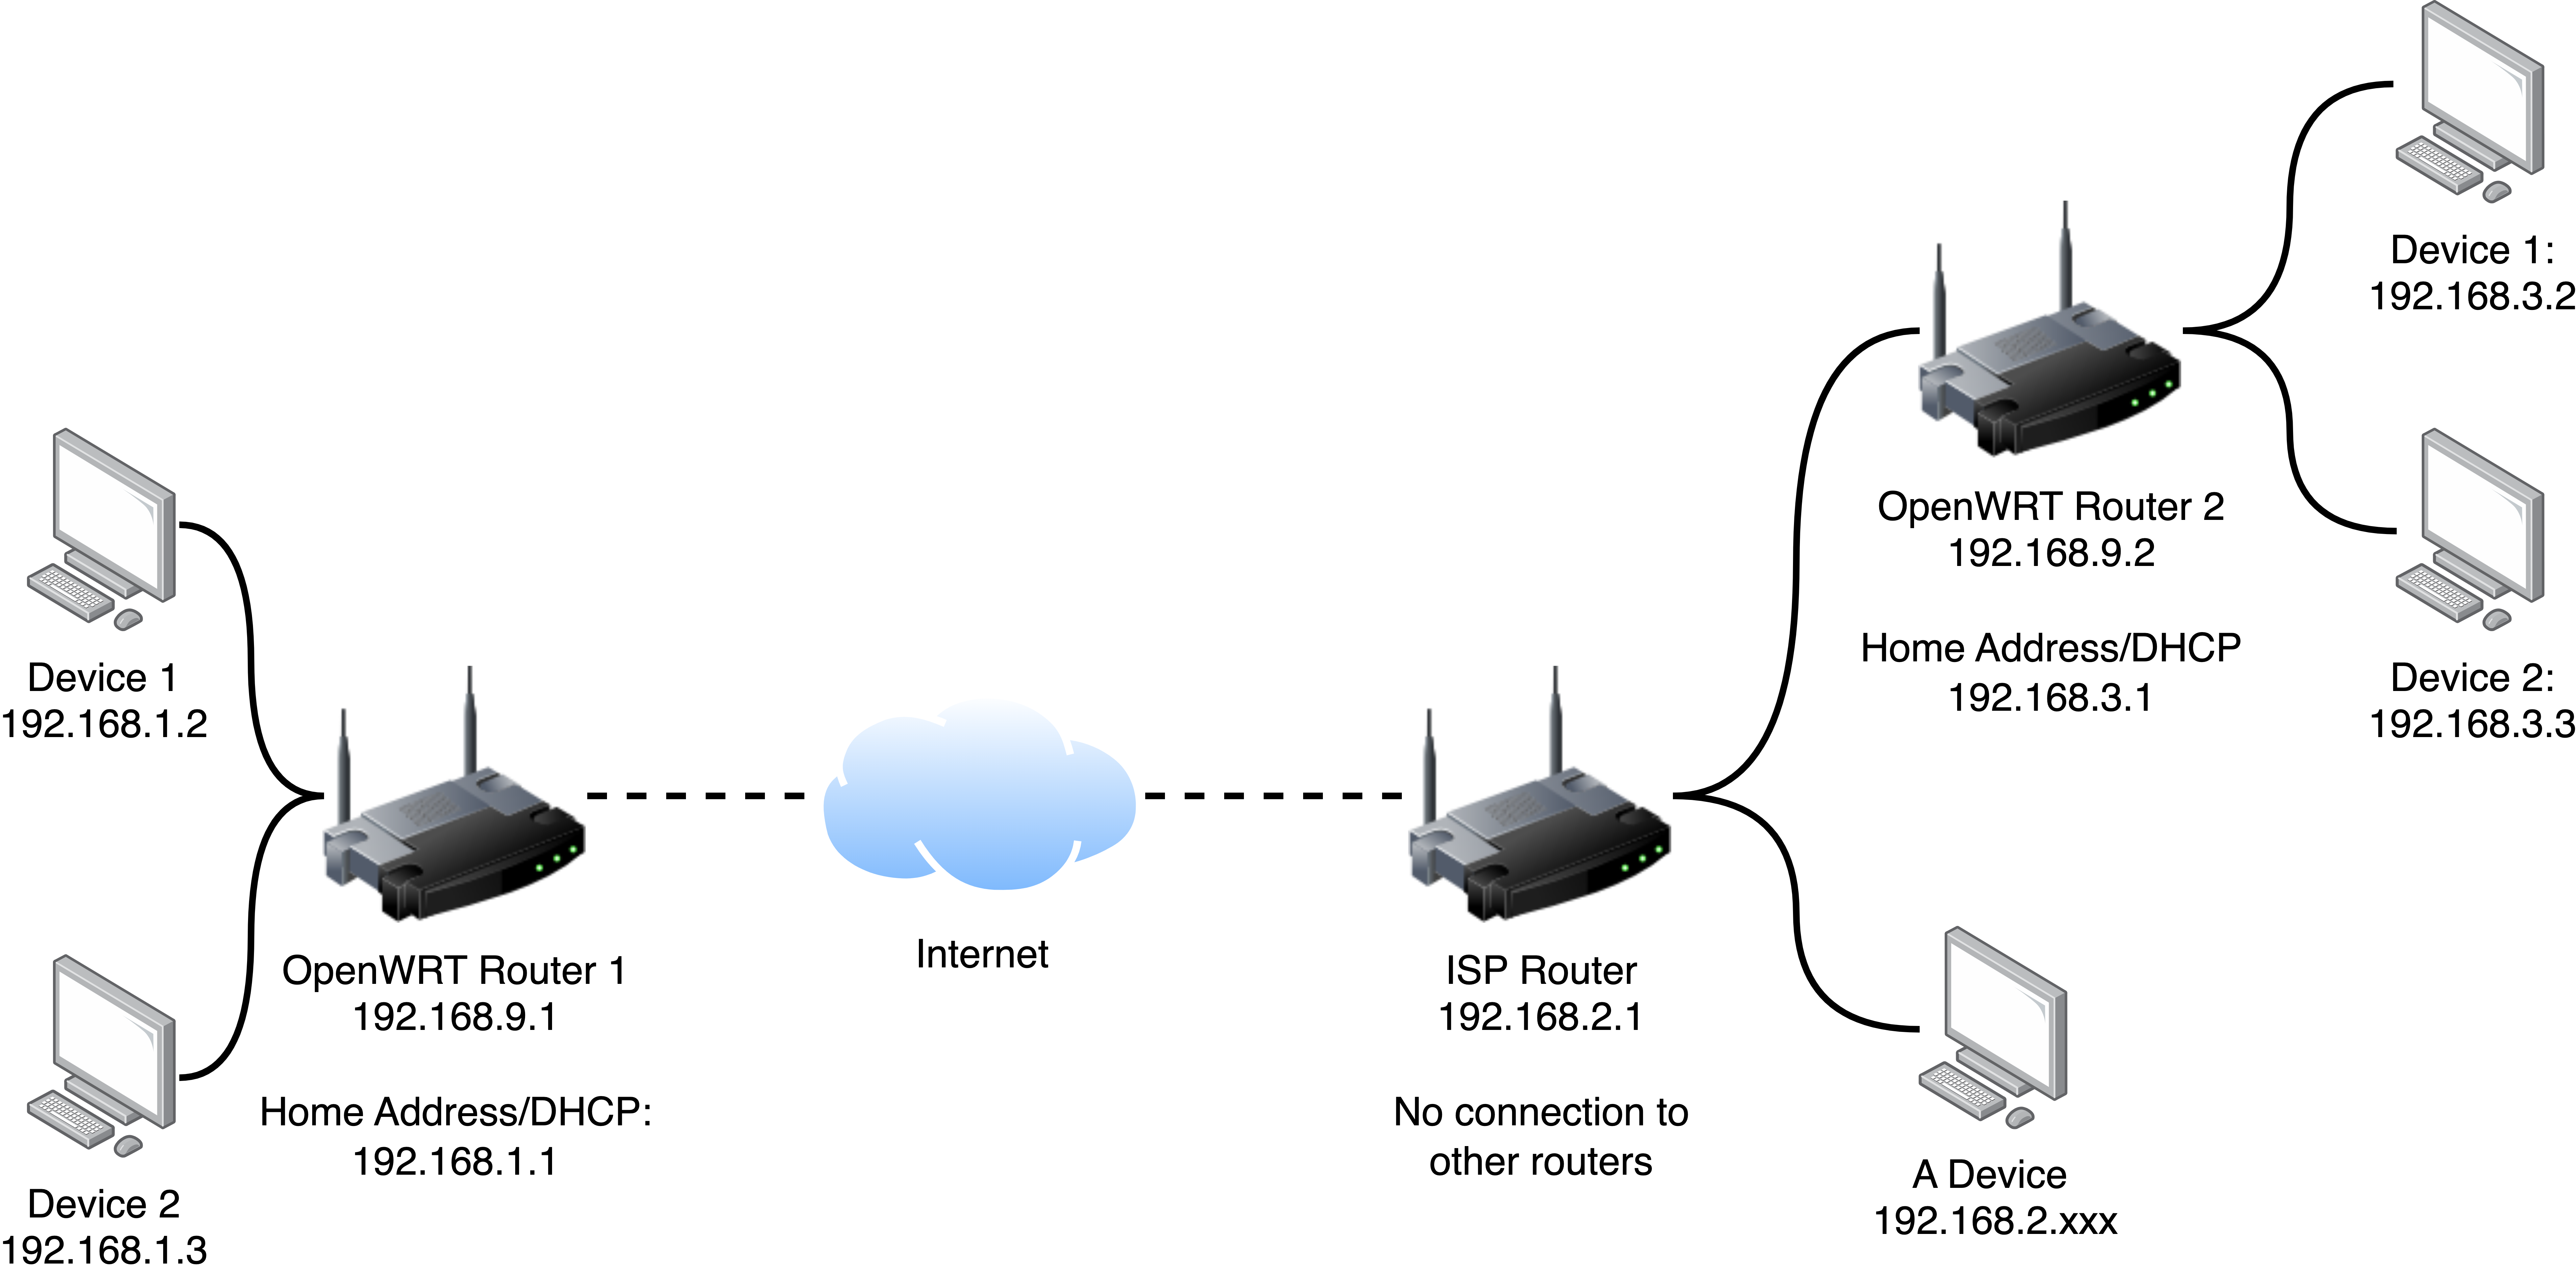 Device 1:
192.168.3.2
OpenWRT Router 2
192.168.9.2
Home Address/DHCP
192.168.3.1
Device 2:
192.168.3.3
Device 1
192.168.1.2
OpenWRT Router 1
192.168.9.1
Home Address/DHCP:
192.168.1.1
Device 2
192.168.1.3
Internet
ISP Router
192.168.2.1
No connection to
other routers
A Device
192.168.2.xxx